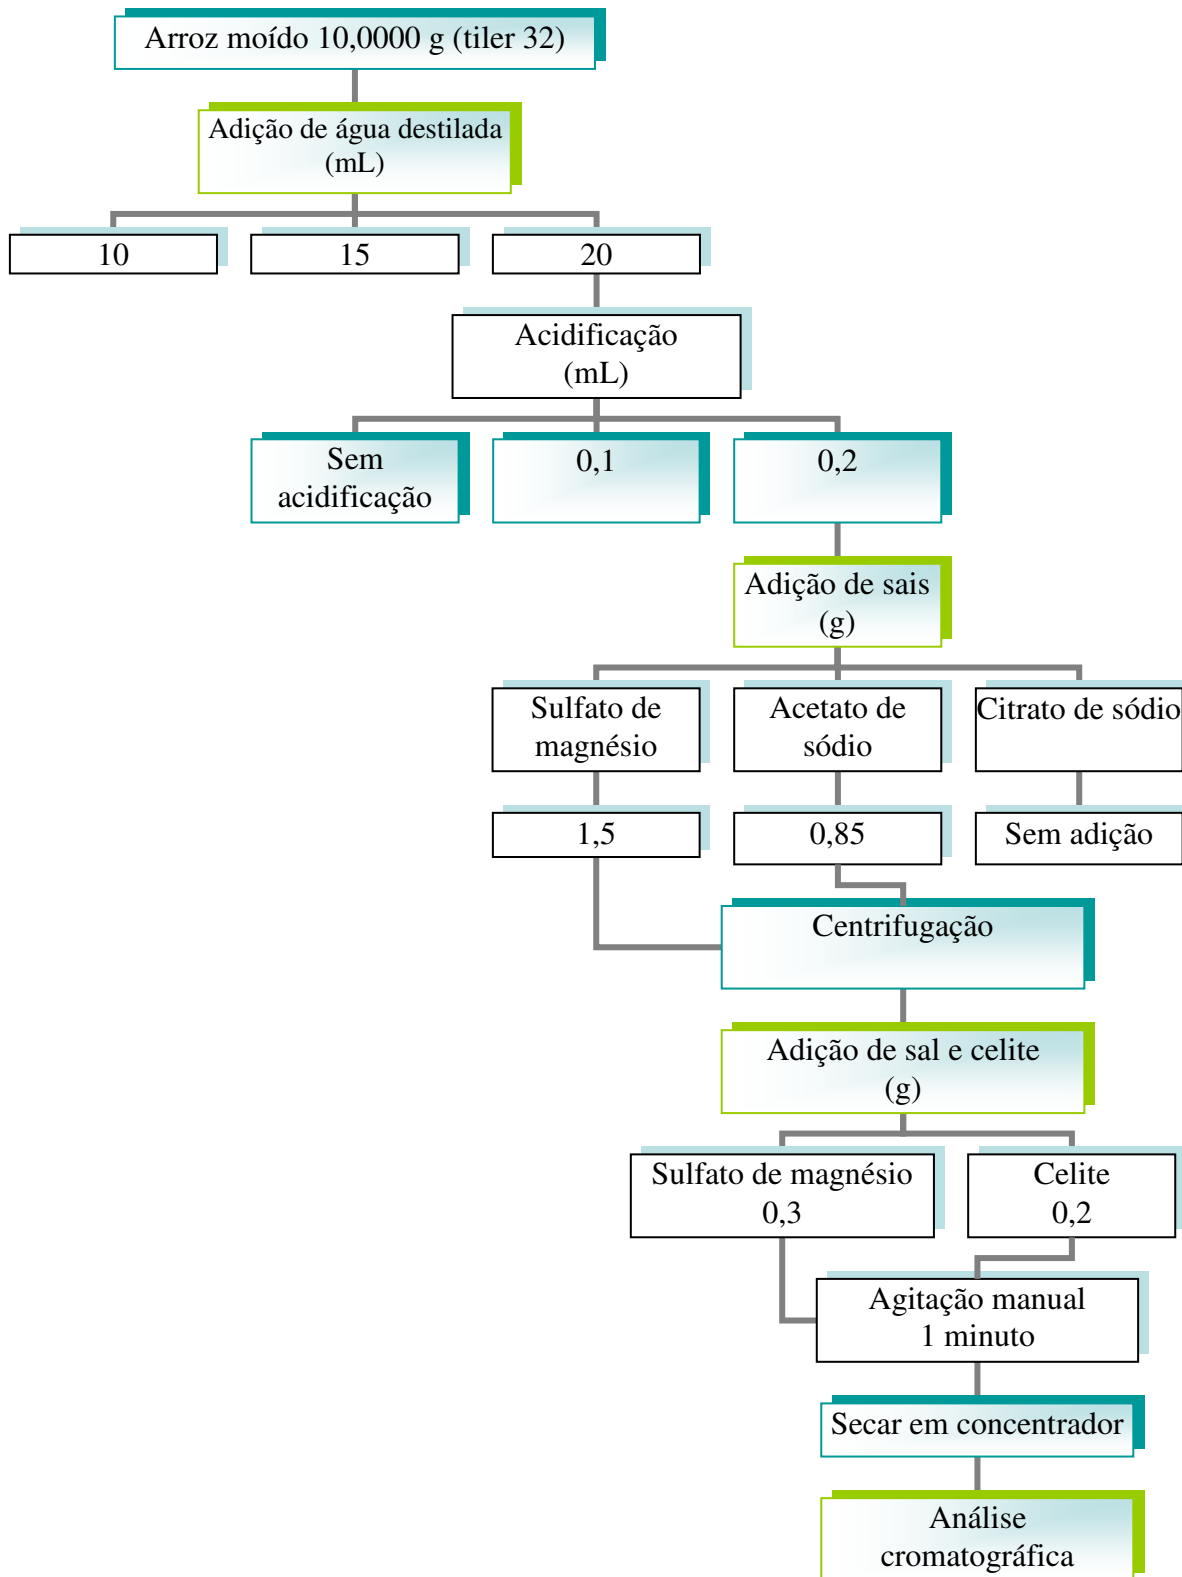 Arroz moído 10,0000 g (tiler 32)
Adição de água destilada
(mL)
10
15
20
Acidificação
(mL)
Sem
acidificação
0,1
0,2
Adição de sais
(g)
Sulfato de
magnésio
Acetato de
sódio
Citrato de sódio
1,5
0,85
Sem adição
Centrifugação
Adição de sal e celite
(g)
Sulfato de magnésio
0,3
Celite
0,2
Agitação manual
1 minuto
Secar em concentrador
Análise
cromatográfica